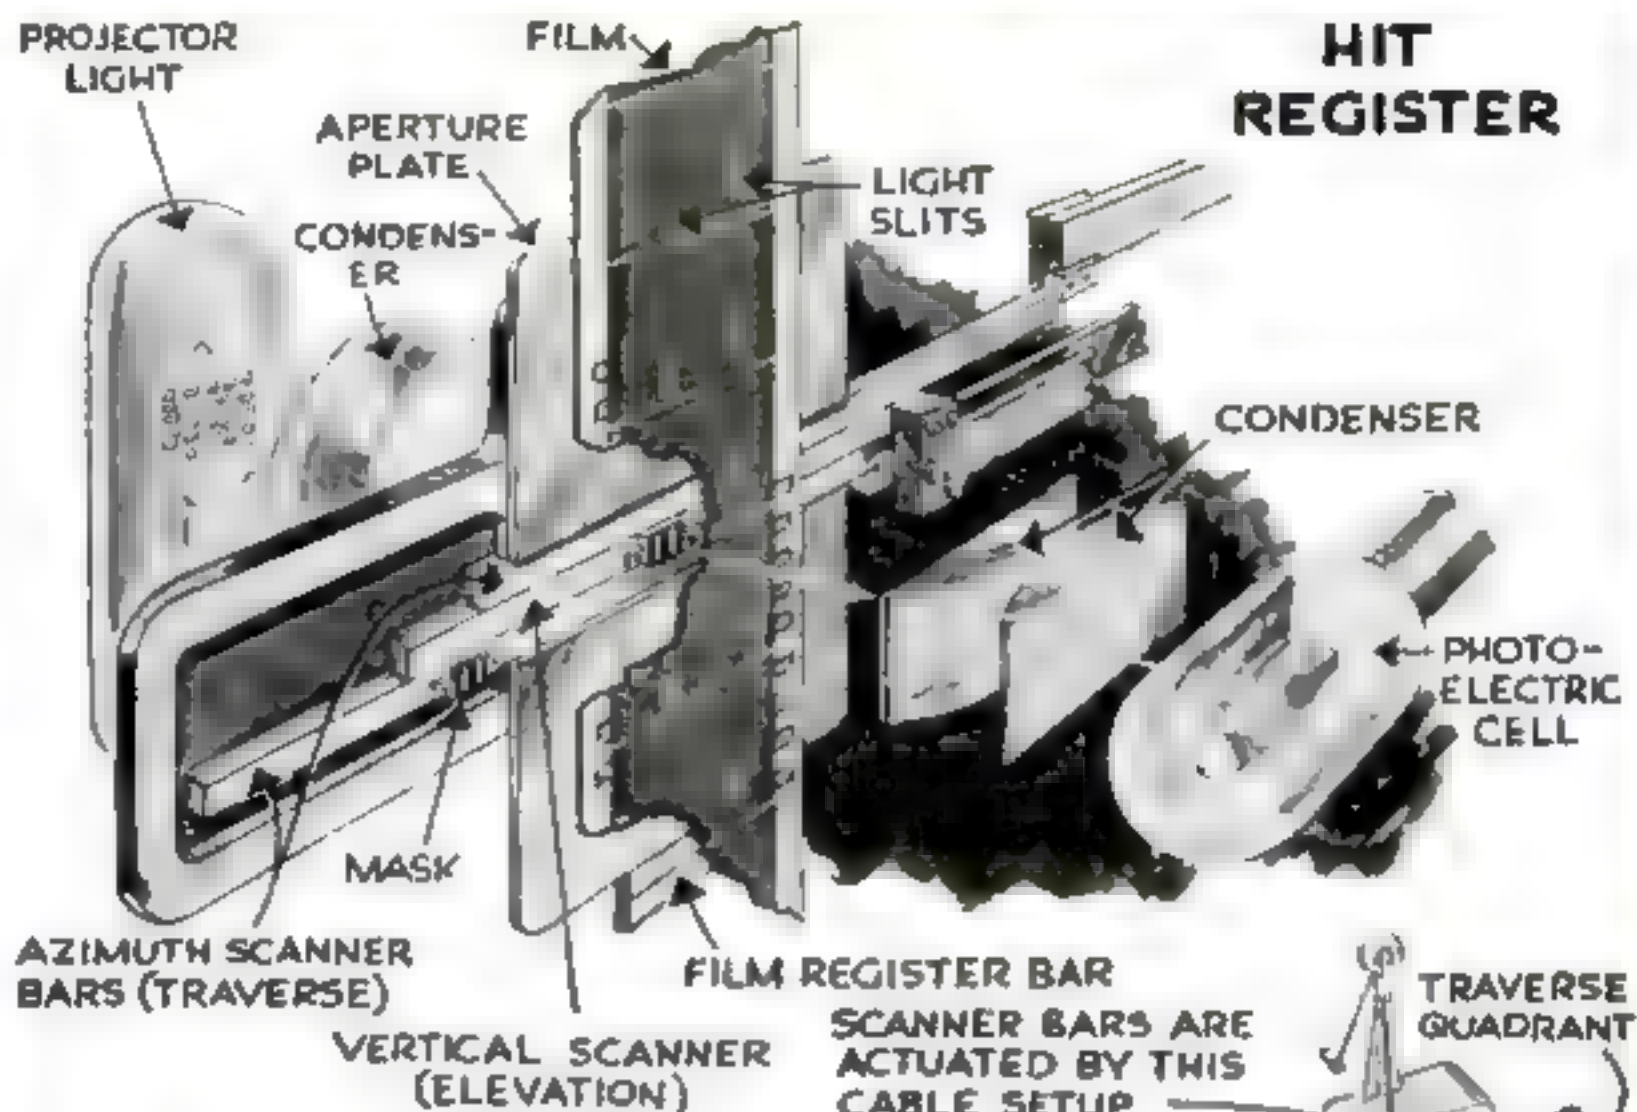 PROJECTOR
LIGHT
FILM
HIT
REGISTER
APERTURE
PLATE
CONDENS-
ER
LIGHT
SLITS
CONDENSER
PHOTO-
ELECTRIC
CELL
MASK
AZIMUTH SCANNER
BARS (TRAVERSE)
FILM REGISTER BAR
VERTICAL SCANNER
(ELEVATION)
SCANNER BARS ARE
ACTUATED BY THIS
CABLE SETUP
TRAVERSE
QUADRANT